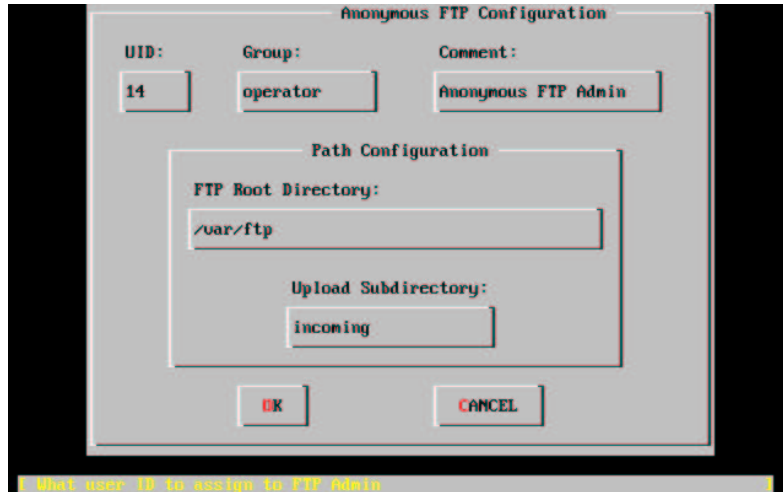 Anonymous FTP Configuration
UID: Group: Comment:
14 operator Anonymous FTP Admin
Path Configuration
FTP Root Directory:
/var/ftp
Upload Subdirectory:
incoming
OK CANCEL
[ What user ID to assign to FTP Admin ]